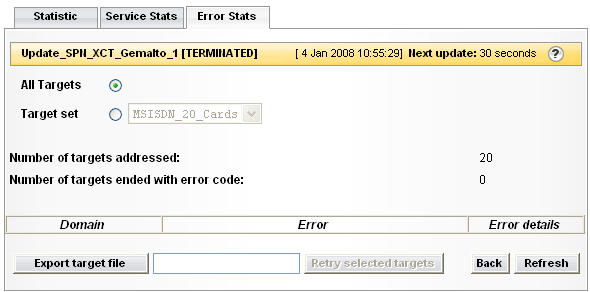 Statistic Service Stats Error Stats
Update_SPN_XCT_Gemalto_1 [TERMINATED] [ 4 Jan 2008 10:55:29] Next update: 30 seconds ?
All Targets
Target set MSISDN_20_Cards
Number of targets addressed: 20
Number of targets ended with error code: 0
Domain Error Error details
Export target file Retry selected targets Back Refresh